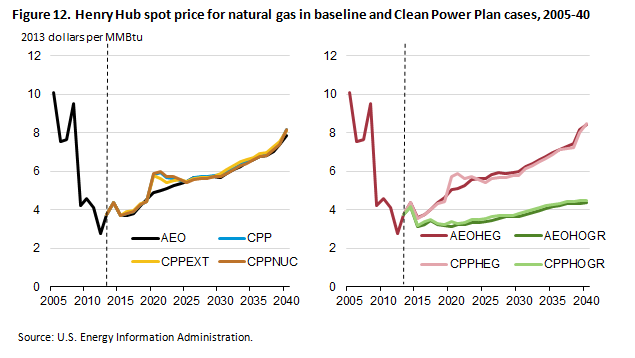 Figure 12. Henry Hub spot price for natural gas in baseline and Clean Power Plan cases, 2005-40
2013 dollars per MMBtu
12
10
8
6
4
2
0
2005 2010 2015 2020 2025 2030 2035 2040
AEO
CPP
CPPEXT
CPPNUC
12
10
8
6
4
2
0
2005 2010 2015 2020 2025 2030 2035 2040
AEOHEG
AEOHOGR
CPPHEG
CPPHOGR
Source: U.S. Energy Information Administration.